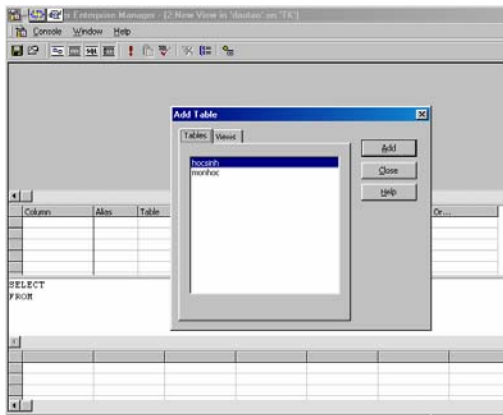 Enterprise Manager - [2:New View in 'daotao' on 'TK']
Console Window Help
Add Table
Tables Views
hocsinh
monhoc
Add
Close
Help
Column Alias Table Or...
SELECT
FROM